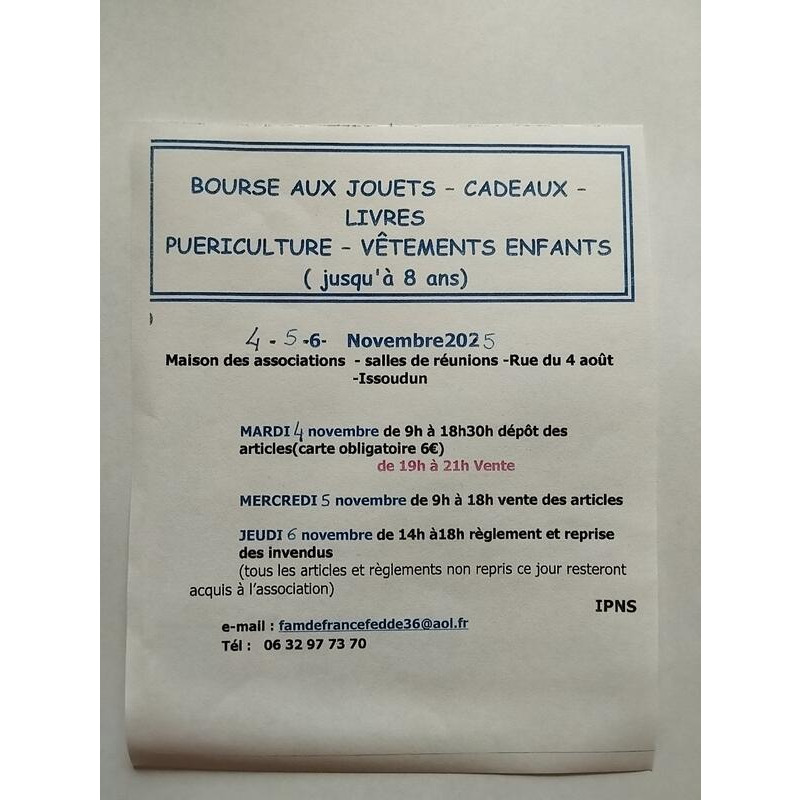 BOURSE AUX JOUETS - CADEAUX -
LIVRES
PUERICULTURE - VÊTEMENTS ENFANTS
( jusqu'à 8 ans)
4 - 5 -6- Novembre2025
Maison des associations - salles de réunions -Rue du 4 août
-Issoudun
MARDI 4 novembre de 9h à 18h30h dépôt des
articles(carte obligatoire 6€)
de 19h à 21h Vente
MERCREDI 5 novembre de 9h à 18h vente des articles
JEUDI 6 novembre de 14h à18h règlement et reprise
des invendus
(tous les articles et règlements non repris ce jour resteront
acquis à l'association)
IPNS
e-mail : famdefrancefedde36@aol.fr
Tél : 06 32 97 73 70